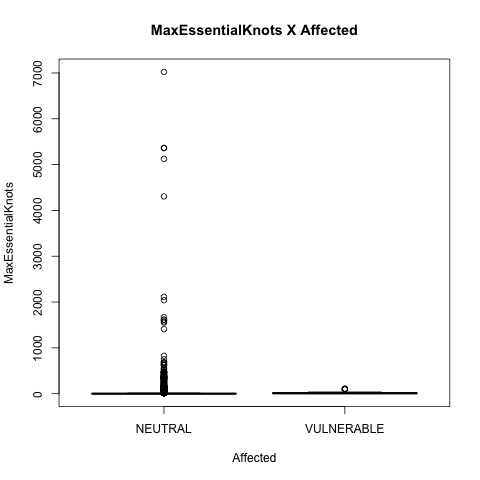 MaxEssentialKnots X Affected
MaxEssentialKnots
7000
6000
5000
4000
3000
2000
1000
0
NEUTRAL
VULNERABLE
Affected